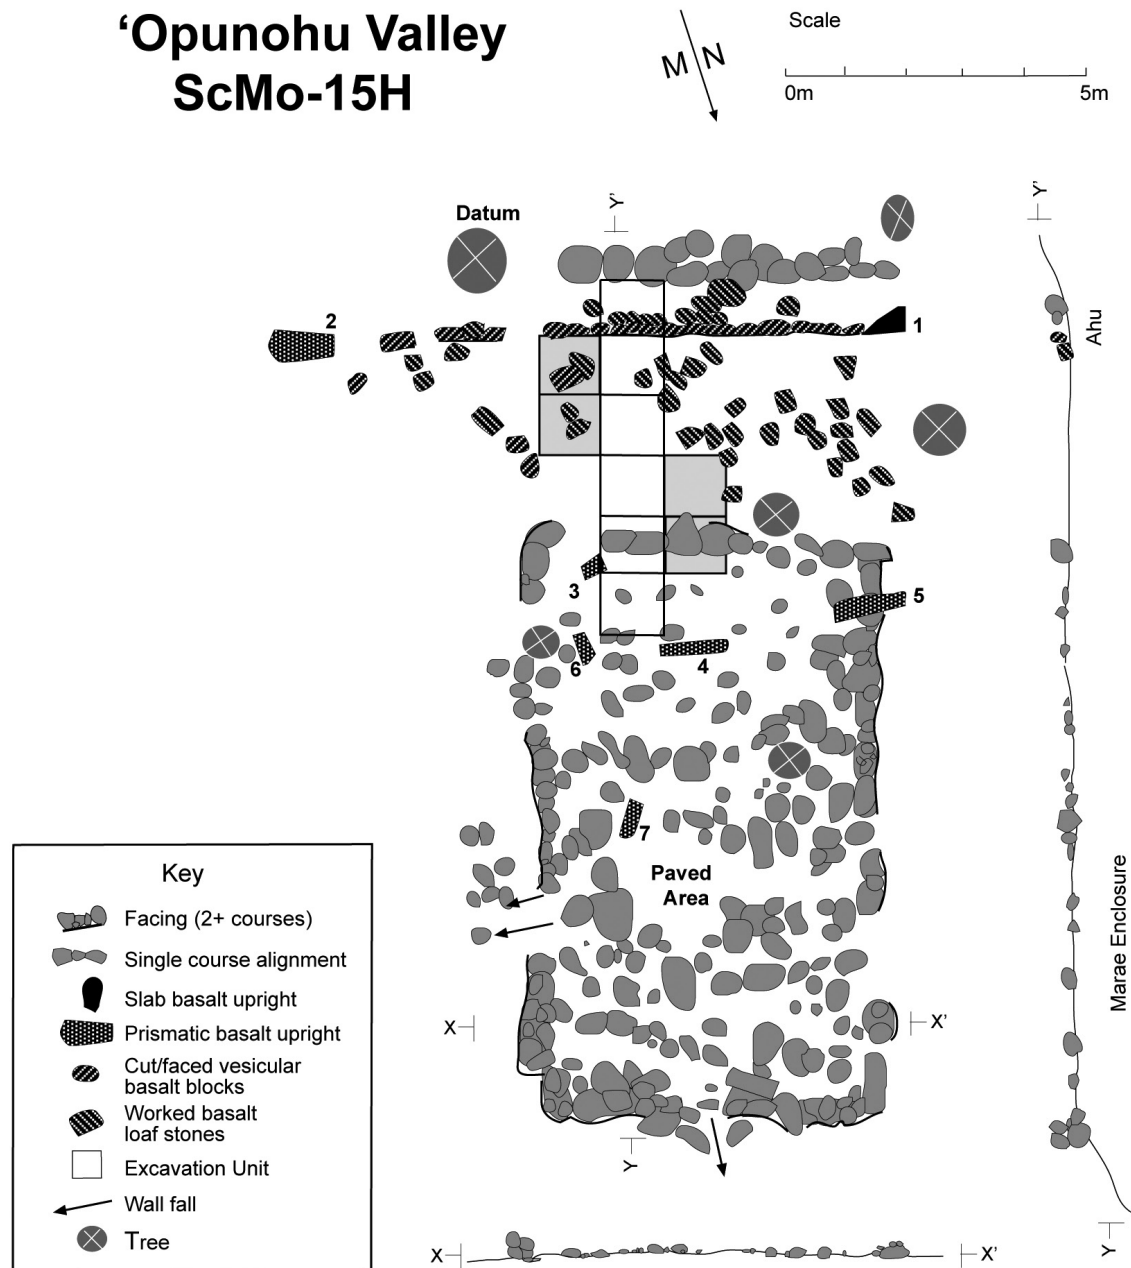 ‘Opunohu Valley
ScMo-15H
M N
Scale
0m 5m
Y'
Y'
Datum
Ahu
1
2
3
4
5
6
7
Paved
Area
Marae Enclosure
X X'
Y
Y
X X'
Key
Facing (2+ courses)
Single course alignment
Slab basalt upright
Prismatic basalt upright
Cut/faced vesicular
basalt blocks
Worked basalt
loaf stones
Excavation Unit
Wall fall
Tree